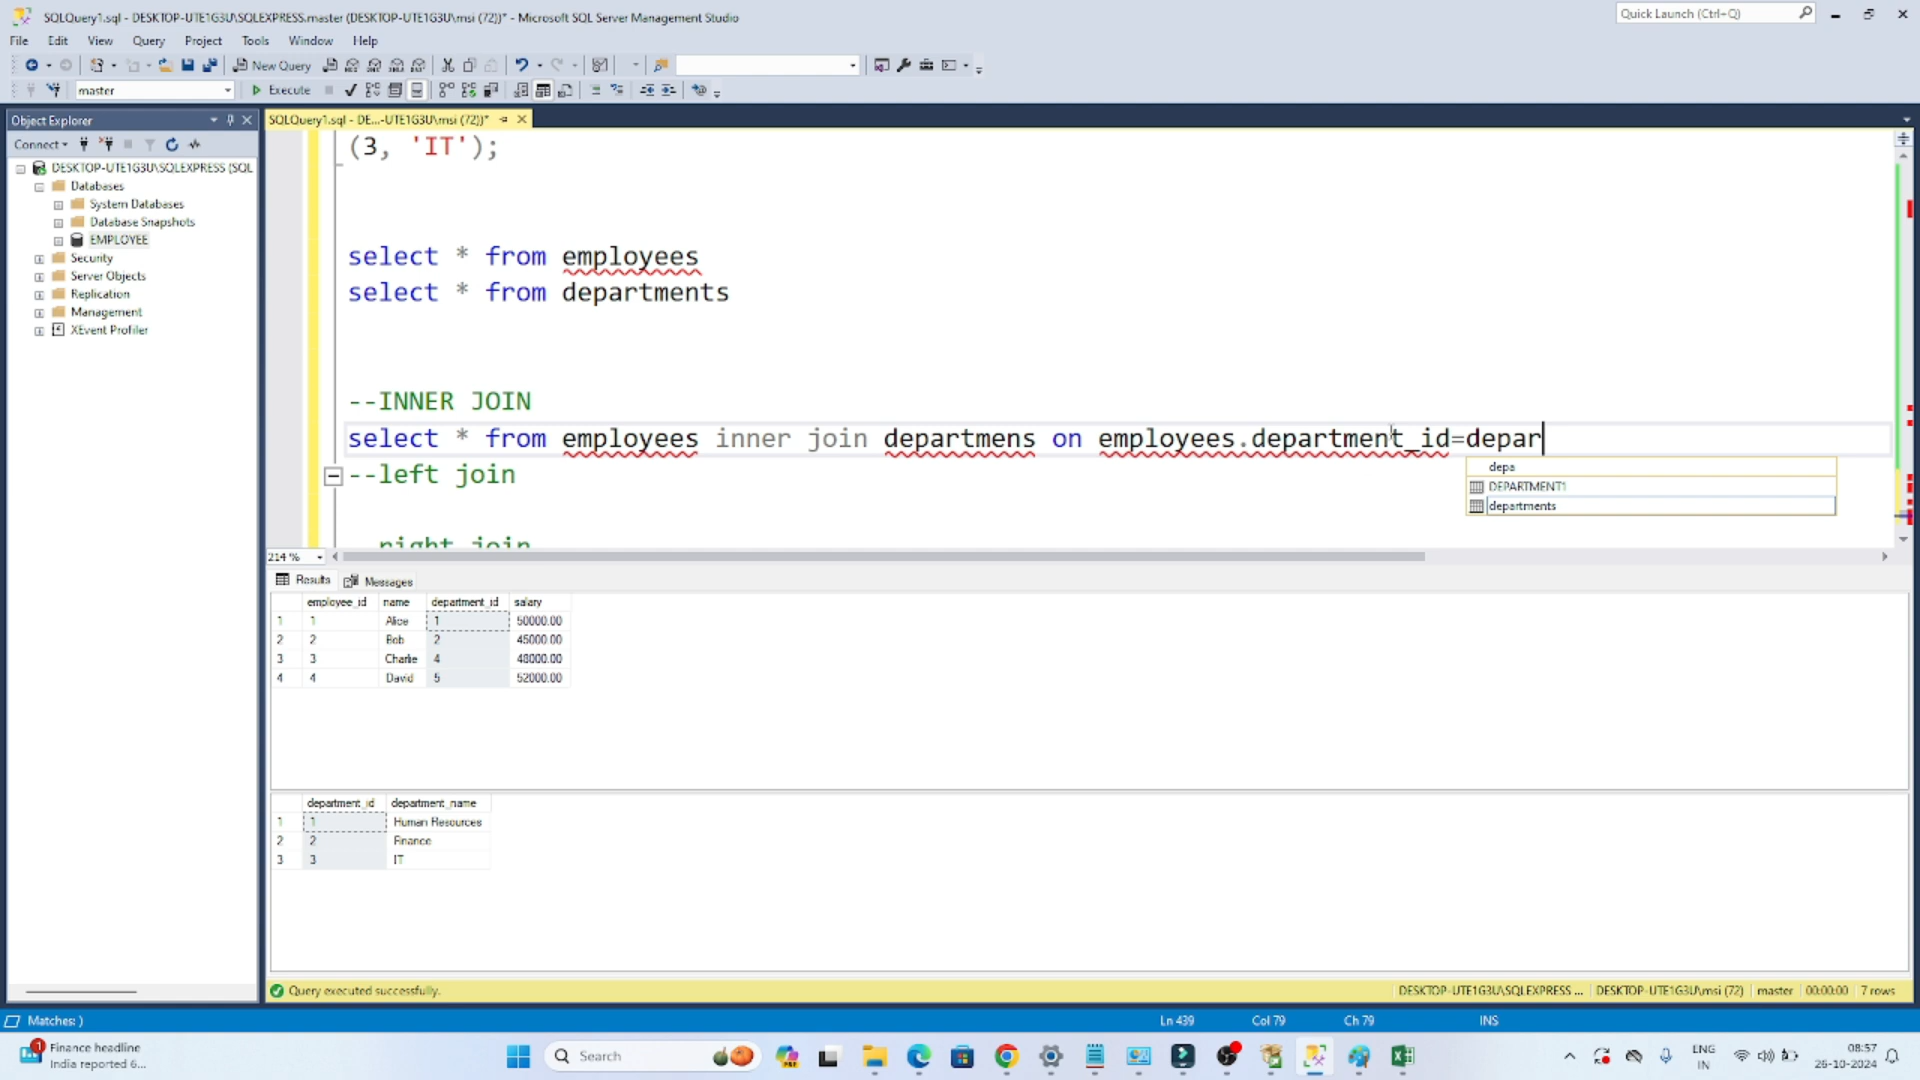 SQLQuery1.sql - DESKTOP-UTE1G3U\SQLEXPRESS.master (DESKTOP-UTE1G3U\msi (72))* - Microsoft SQL Server Management Studio
Quick Launch (Ctrl+Q)
File Edit View Query Project Tools Window Help
New Query
master
Execute
Object Explorer
SQLQuery1.sql - DE...-UTE1G3U\msi (72))*
Connect
DESKTOP-UTE1G3U\SQLEXPRESS (SQL
Databases
System Databases
Database Snapshots
EMPLOYEE
Security
Server Objects
Replication
Management
XEvent Profiler
(3, 'IT');
select * from employees
select * from departments
--INNER JOIN
select * from employees inner join departmens on employees.department_id=depar
--left join
--right join
depa
DEPARTMENT1
departments
214 %
Results Messages
employee_id name department_id salary
1 1 Alice 1 50000.00
2 2 Bob 2 45000.00
3 3 Charlie 4 48000.00
4 4 David 5 52000.00
department_id department_name
1 1 Human Resources
2 2 Finance
3 3 IT
Query executed successfully.
DESKTOP-UTE1G3U\SQLEXPRESS ... DESKTOP-UTE1G3U\msi (72) master 00:00:00 7 rows
Matches: )
Ln 439 Col 79 Ch 79 INS
1
Finance headline
India reported 6...
Search
ENG
IN
08:57
26-10-2024